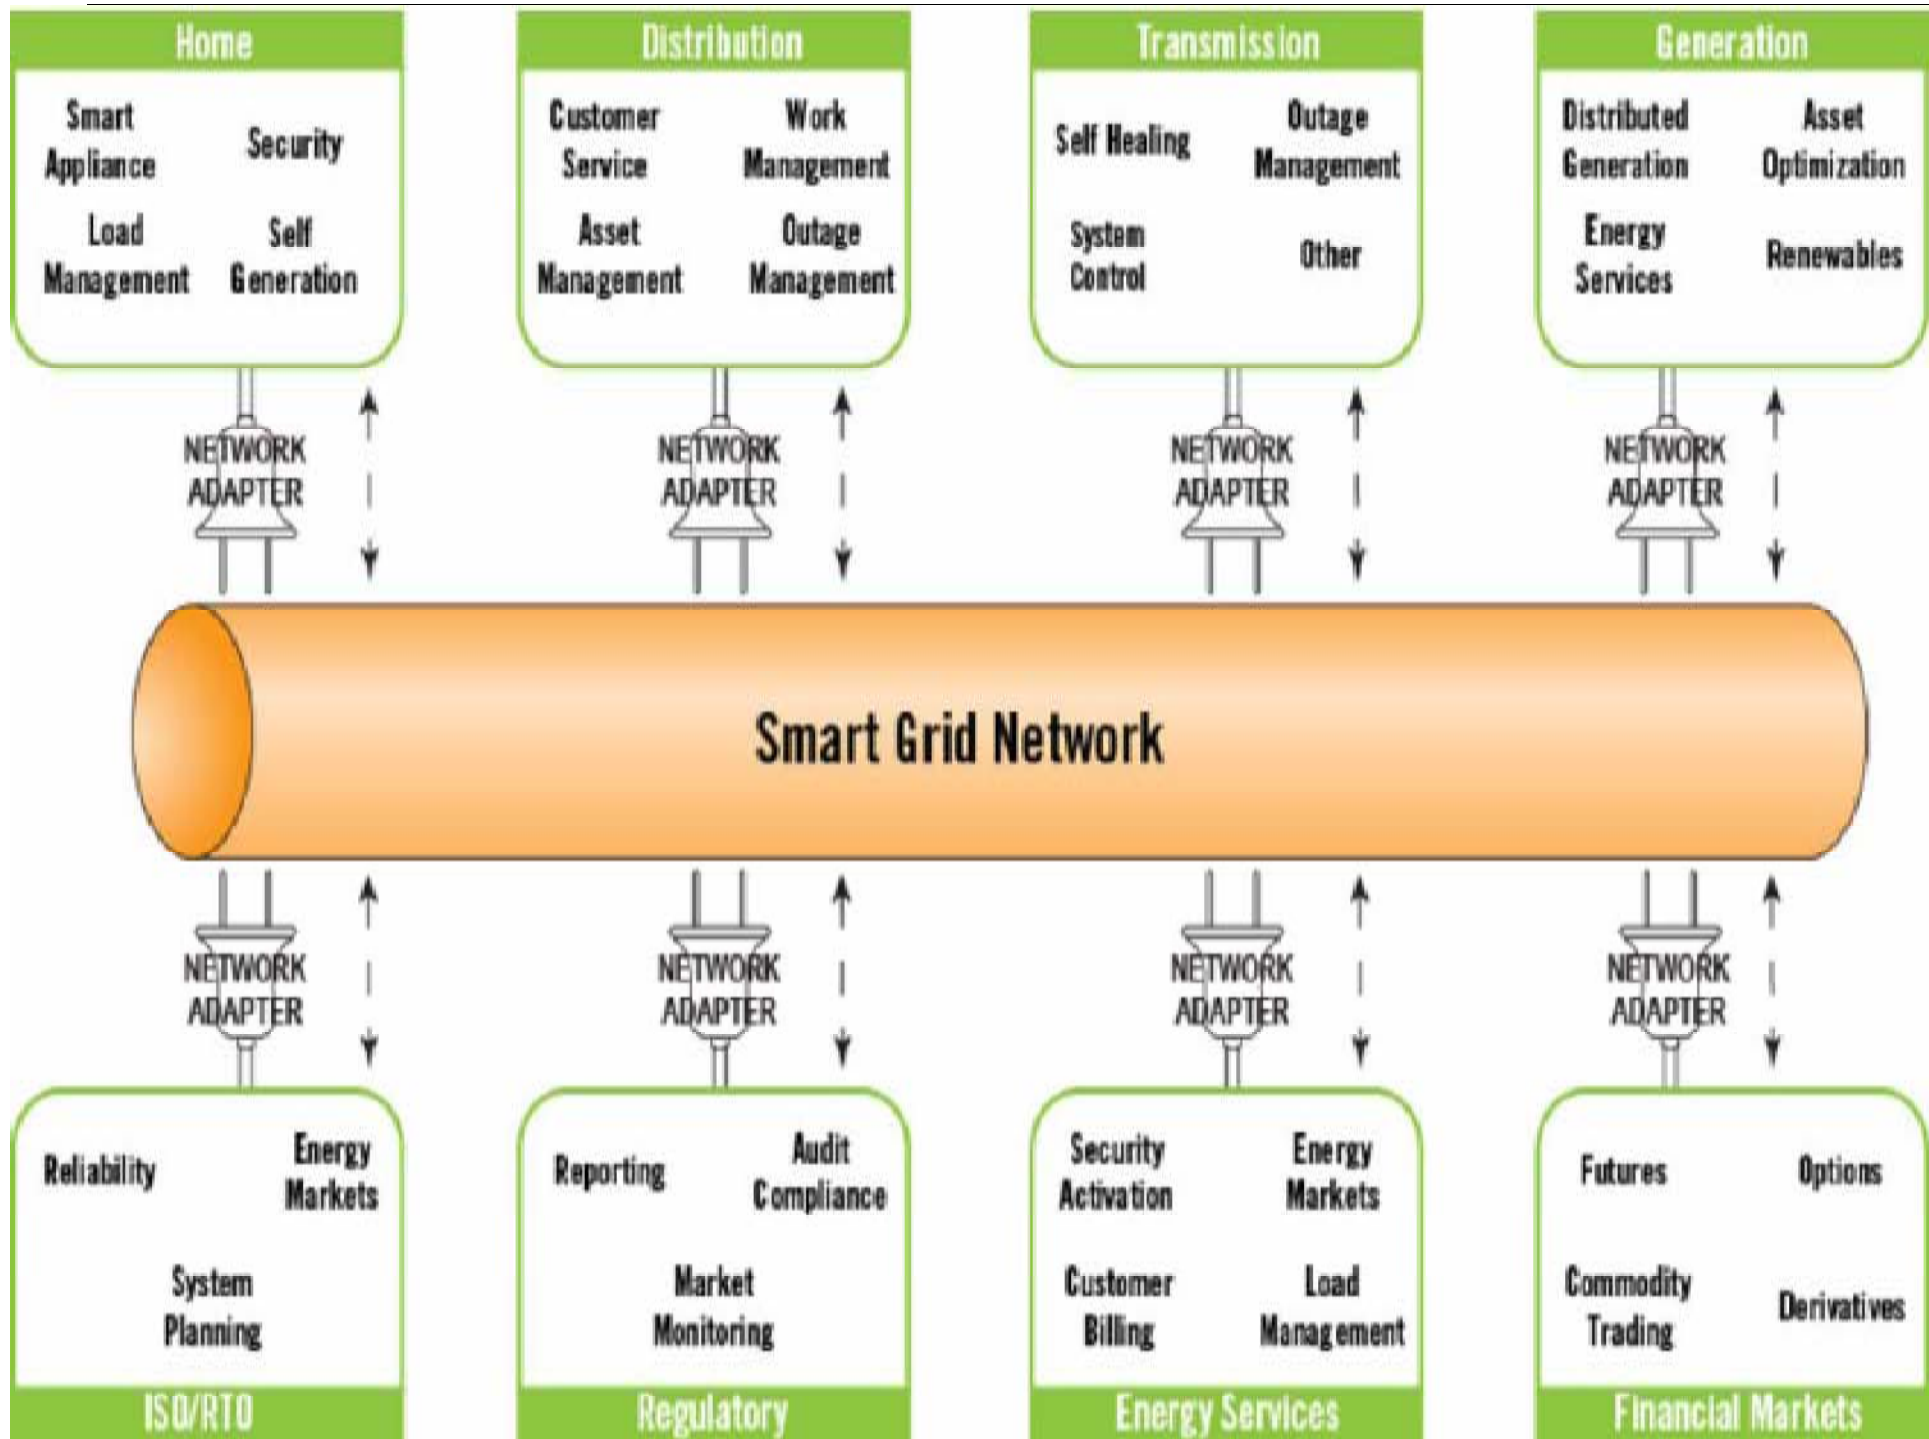 Home
Smart
Appliance
Security
Load
Management
Self
Generation
Distribution
Customer
Service
Work
Management
Asset
Management
Outage
Management
Transmission
Self Healing
Outage
Management
System
Control
Other
Generation
Distributed
Generation
Asset
Optimization
Energy
Services
Renewables
NETWORK
ADAPTER
NETWORK
ADAPTER
NETWORK
ADAPTER
NETWORK
ADAPTER
Smart Grid Network
NETWORK
ADAPTER
NETWORK
ADAPTER
NETWORK
ADAPTER
NETWORK
ADAPTER
Reliability
Energy
Markets
System
Planning
ISO/RTO
Reporting
Audit
Compliance
Market
Monitoring
Regulatory
Security
Activation
Energy
Markets
Customer
Billing
Load
Management
Energy Services
Futures
Options
Commodity
Trading
Derivatives
Financial Markets